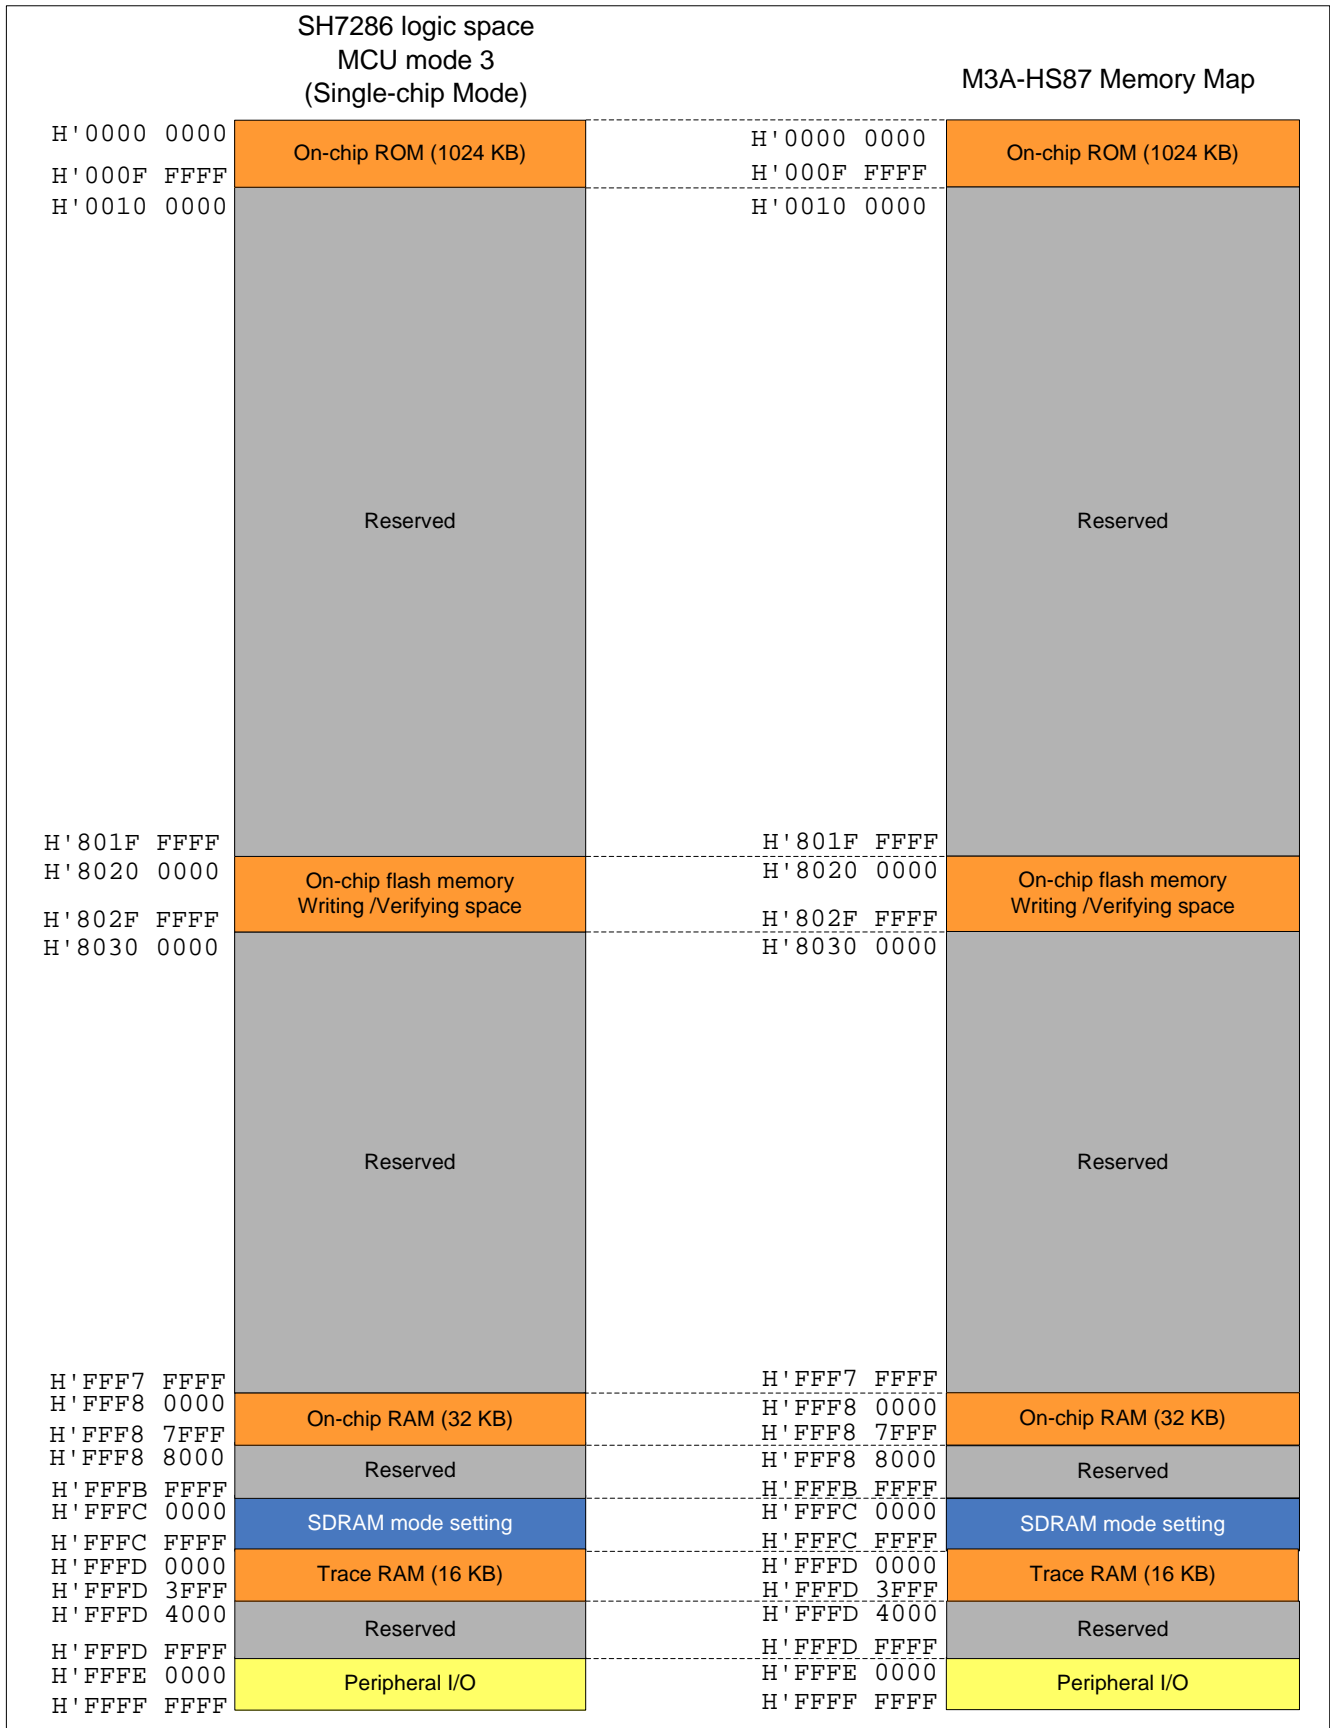 SH7286 logic space
MCU mode 3
(Single-chip Mode)
M3A-HS87 Memory Map
H'0000 0000
On-chip ROM (1024 KB)
H'000F FFFF
H'0010 0000
Reserved
H'801F FFFF
H'8020 0000
On-chip flash memory
Writing /Verifying space
H'802F FFFF
H'8030 0000
Reserved
H'FFF7 FFFF
H'FFF8 0000
On-chip RAM (32 KB)
H'FFF8 7FFF
H'FFF8 8000
Reserved
H'FFFB FFFF
H'FFFC 0000
SDRAM mode setting
H'FFFC FFFF
H'FFFD 0000
Trace RAM (16 KB)
H'FFFD 3FFF
H'FFFD 4000
Reserved
H'FFFD FFFF
H'FFFE 0000
Peripheral I/O
H'FFFF FFFF
H'0000 0000
On-chip ROM (1024 KB)
H'000F FFFF
H'0010 0000
Reserved
H'801F FFFF
H'8020 0000
On-chip flash memory
Writing /Verifying space
H'802F FFFF
H'8030 0000
Reserved
H'FFF7 FFFF
H'FFF8 0000
On-chip RAM (32 KB)
H'FFF8 7FFF
H'FFF8 8000
Reserved
H'FFFB FFFF
H'FFFC 0000
SDRAM mode setting
H'FFFC FFFF
H'FFFD 0000
Trace RAM (16 KB)
H'FFFD 3FFF
H'FFFD 4000
Reserved
H'FFFD FFFF
H'FFFE 0000
Peripheral I/O
H'FFFF FFFF